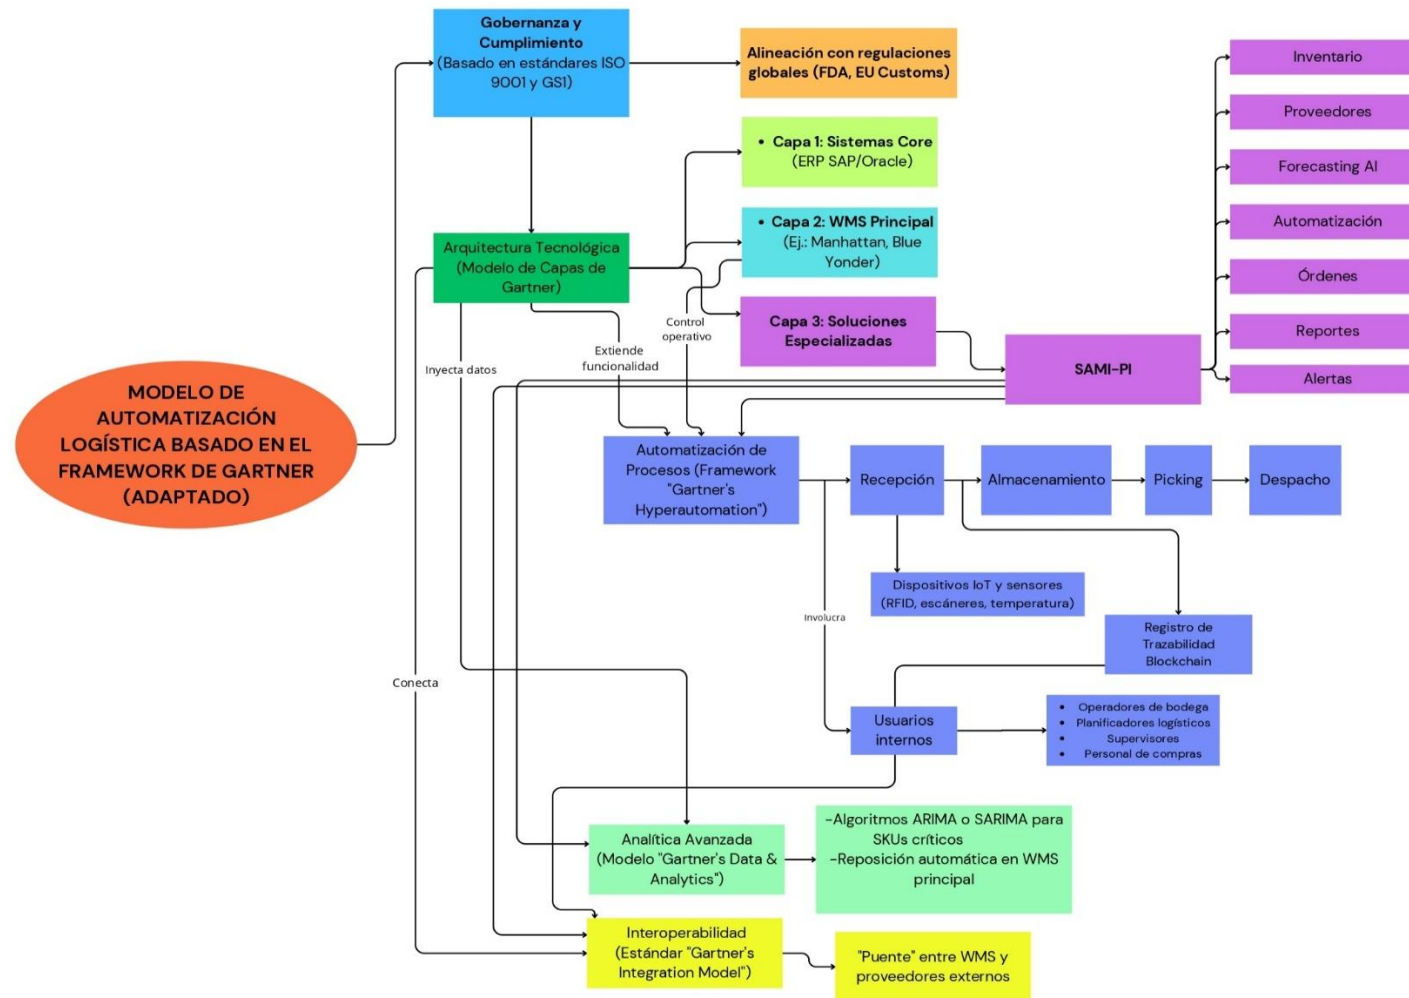 Gobernanza y
Cumplimiento
(Basado en estándares ISO
9001 y GS1)
Alineación con regulaciones
globales (FDA, EU Customs)
• Capa 1: Sistemas Core
(ERP SAP/Oracle)
• Capa 2: WMS Principal
(Ej.: Manhattan, Blue
Yonder)
Arquitectura Tecnológica
(Modelo de Capas de
Gartner)
Capa 3: Soluciones
Especializadas
SAMI-PI
Inventario
Proveedores
Forecasting AI
Automatización
Órdenes
Reportes
Alertas
Control
operativo
Extiende
funcionalidad
Inyecta datos
MODELO DE
AUTOMATIZACIÓN
LOGÍSTICA BASADO EN EL
FRAMEWORK DE GARTNER
(ADAPTADO)
Automatización de
Procesos (Framework
"Gartner's
Hyperautomation")
Recepción
Almacenamiento
Picking
Despacho
Dispositivos IoT y sensores
(RFID, escáneres, temperatura)
Involucra
Registro de
Trazabilidad
Blockchain
Conecta
Usuarios
internos
• Operadores de bodega
• Planificadores logísticos
• Supervisores
• Personal de compras
Analítica Avanzada
(Modelo "Gartner's Data &
Analytics")
-Algoritmos ARIMA o SARIMA para
SKUs críticos
-Reposición automática en WMS
principal
Interoperabilidad
(Estándar "Gartner's
Integration Model")
"Puente" entre WMS y
proveedores externos